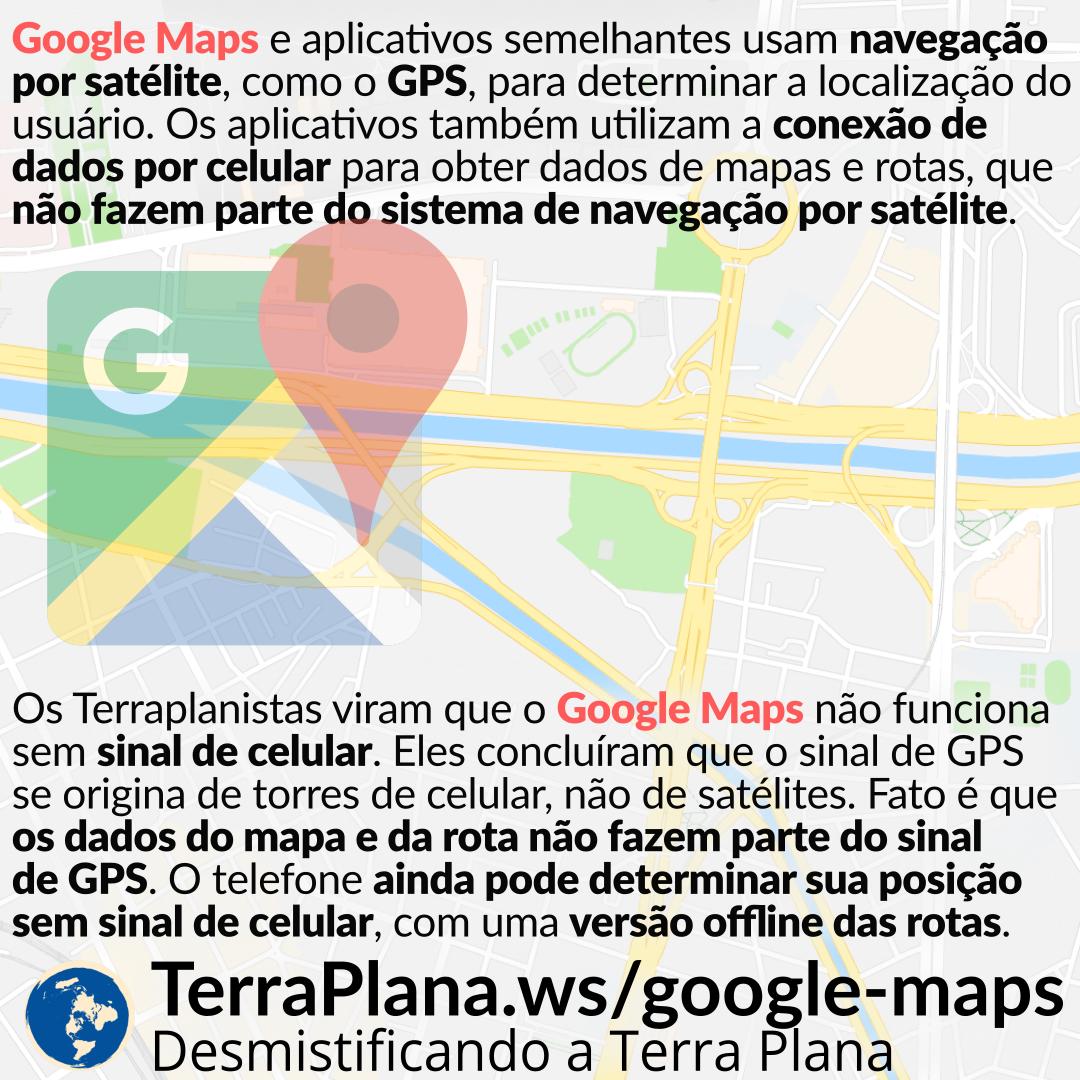 Google Maps e aplicativos semelhantes usam navegação
por satélite, como o GPS, para determinar a localização do
usuário. Os aplicativos também utilizam a conexão de
dados por celular para obter dados de mapas e rotas, que
não fazem parte do sistema de navegação por satélite.
G
Os Terraplanistas viram que o Google Maps não funciona
sem sinal de celular. Eles concluíram que o sinal de GPS
se origina de torres de celular, não de satélites. Fato é que
os dados do mapa e da rota não fazem parte do sinal
de GPS. O telefone ainda pode determinar sua posição
sem sinal de celular, com uma versão offline das rotas.
TerraPlana.ws/google-maps
Desmistificando a Terra Plana